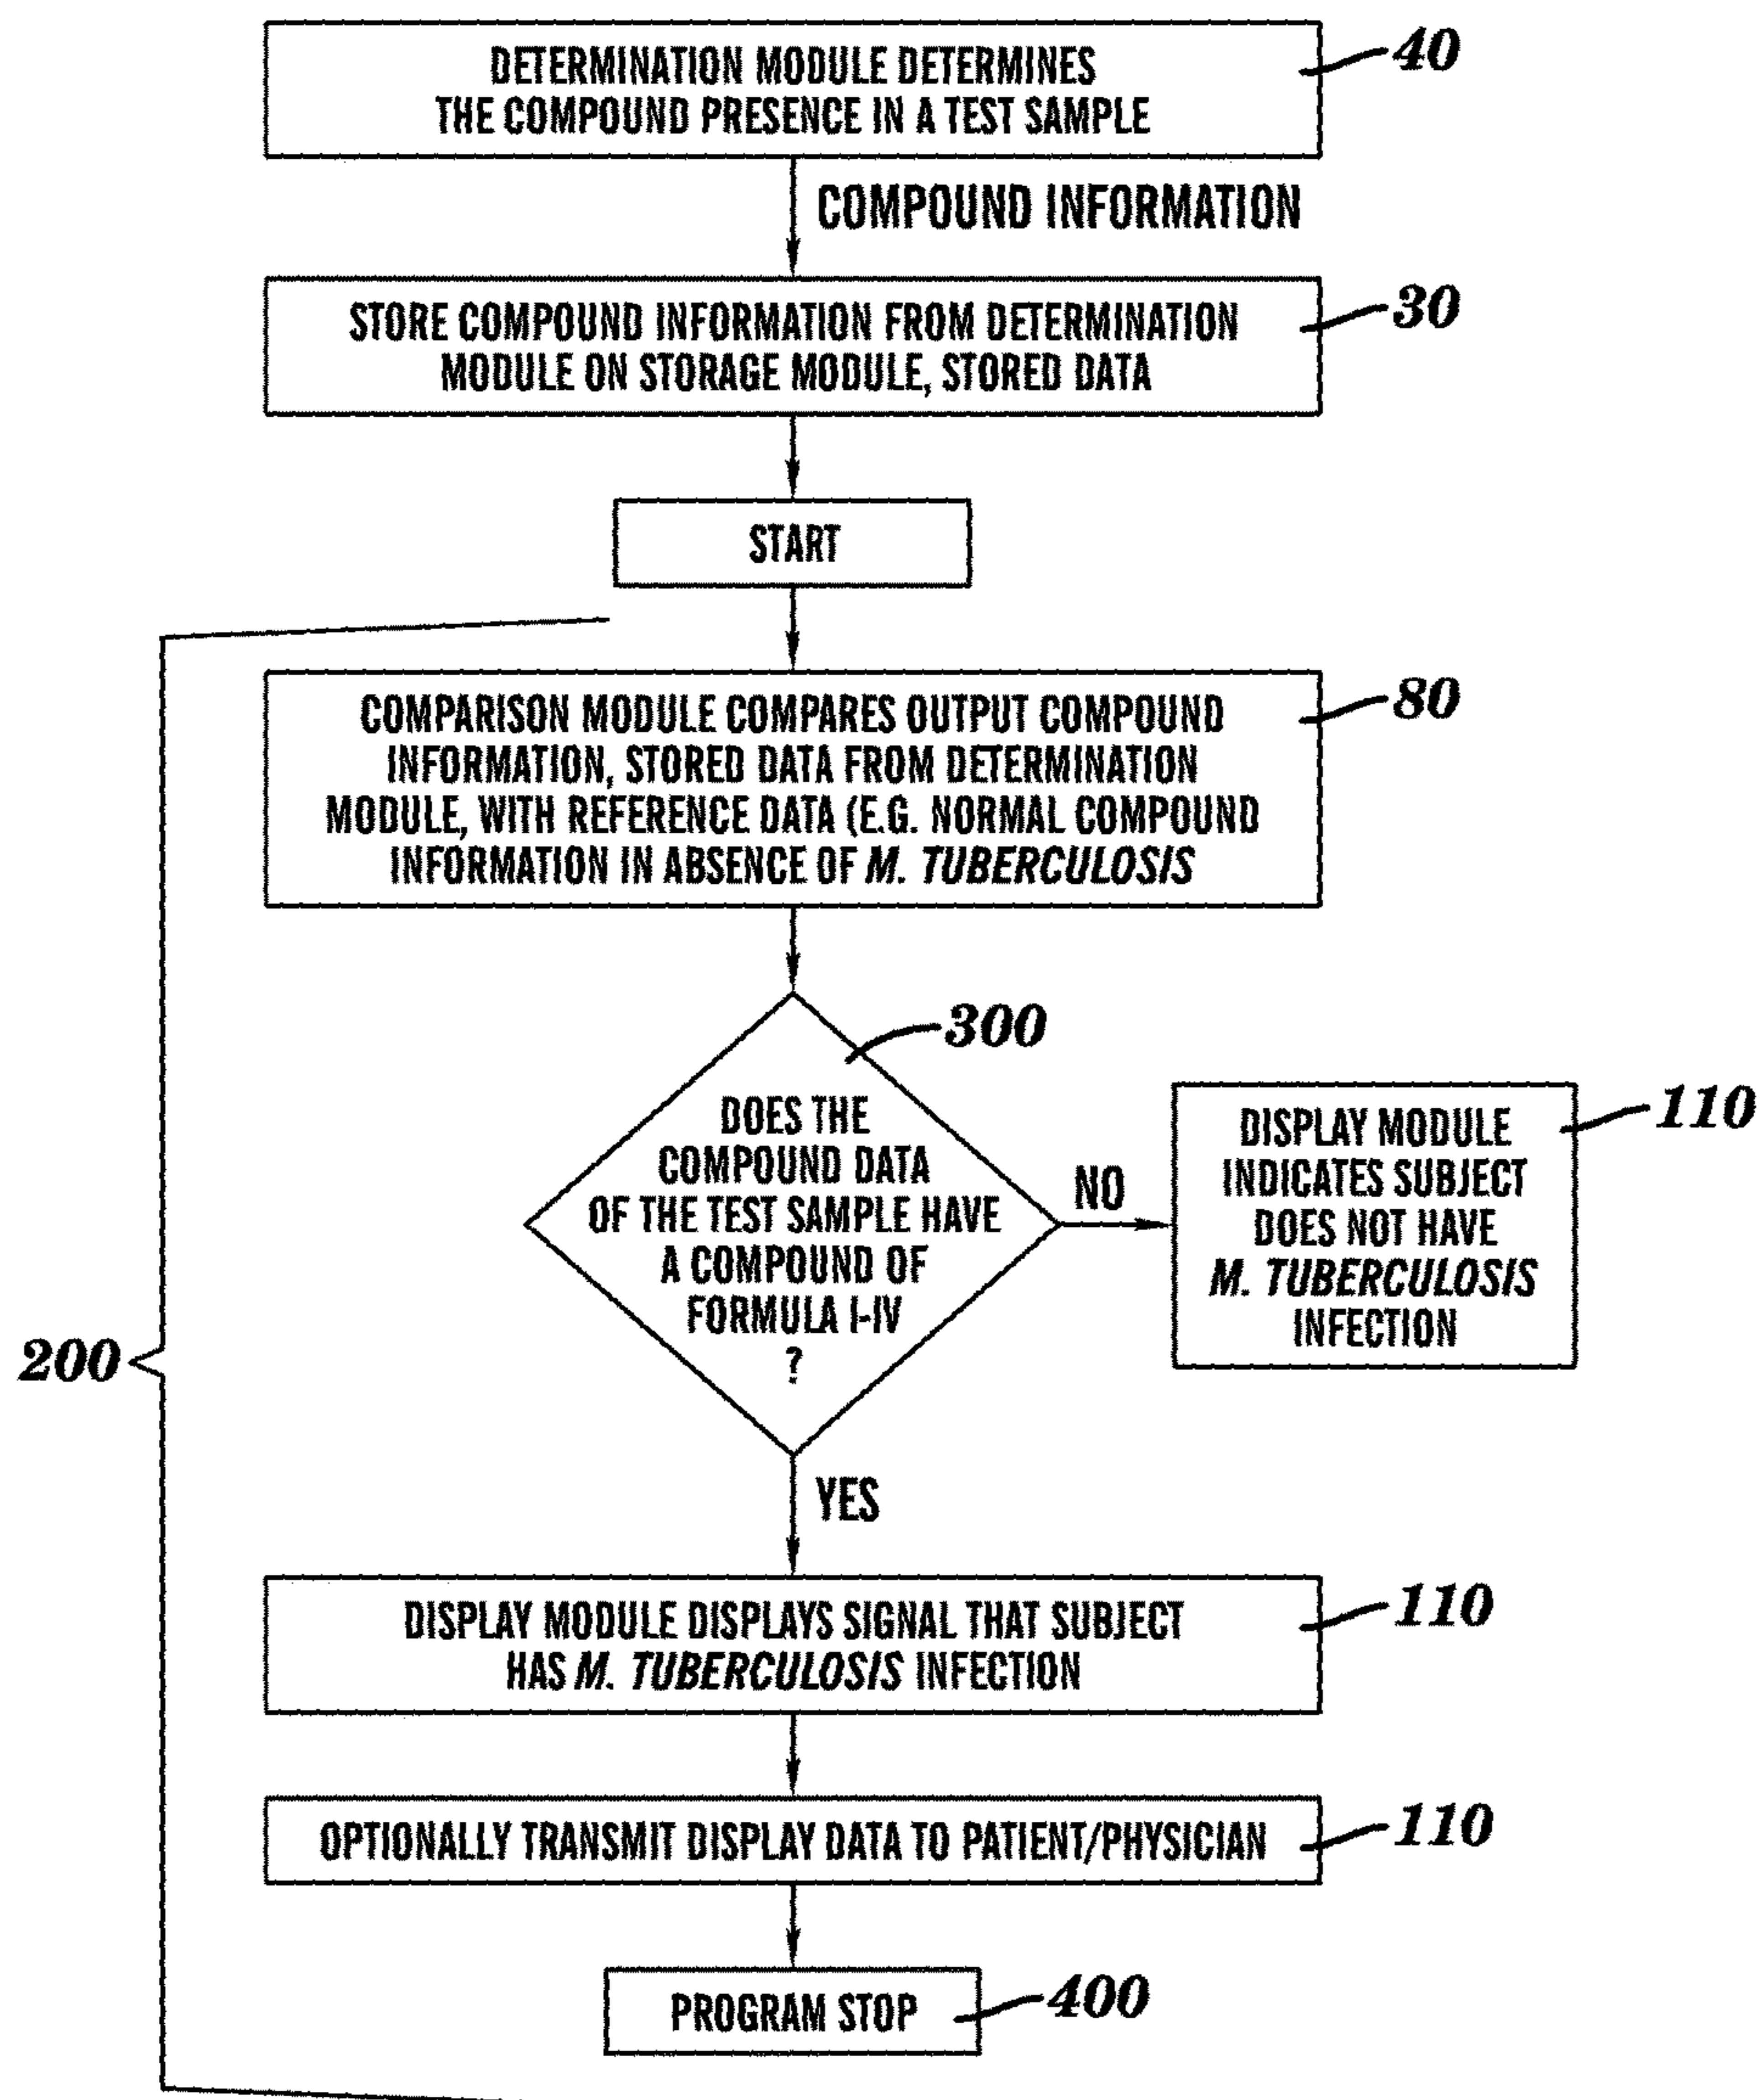 DETERMINATION MODULE DETERMINES
THE COMPOUND PRESENCE IN A TEST SAMPLE
40
COMPOUND INFORMATION
STORE COMPOUND INFORMATION FROM DETERMINATION
MODULE ON STORAGE MODULE, STORED DATA
30
START
COMPARISON MODULE COMPARES OUTPUT COMPOUND
INFORMATION, STORED DATA FROM DETERMINATION
MODULE, WITH REFERENCE DATA (E.G. NORMAL COMPOUND
INFORMATION IN ABSENCE OF M. TUBERCULOSIS
80
300
DOES THE
COMPOUND DATA
OF THE TEST SAMPLE HAVE
A COMPOUND OF
FORMULA I-IV
?
NO
DISPLAY MODULE
INDICATES SUBJECT
DOES NOT HAVE
M. TUBERCULOSIS
INFECTION
110
200
YES
DISPLAY MODULE DISPLAYS SIGNAL THAT SUBJECT
HAS M. TUBERCULOSIS INFECTION
110
OPTIONALLY TRANSMIT DISPLAY DATA TO PATIENT/PHYSICIAN
110
PROGRAM STOP
400